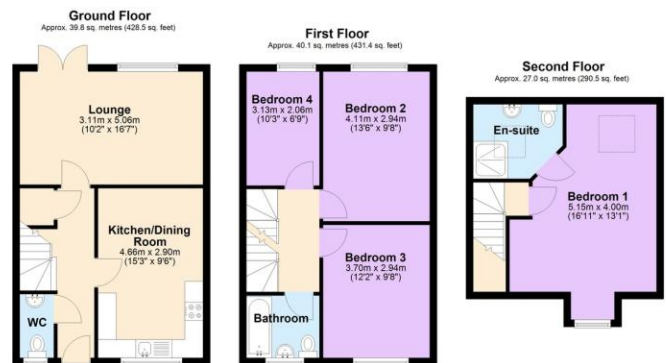 Ground Floor
Approx. 39.8 sq. metres (428.5 sq. feet)
Lounge
3.11m x 5.06m
(10'2" x 16'7")
Kitchen/Dining
Room
4.66m x 2.90m
(15'3" x 9'6")
WC
First Floor
Approx. 40.1 sq. metres (431.4 sq. feet)
Bedroom 4
3.13m x 2.06m
(10'3" x 6'9")
Bedroom 2
4.11m x 2.94m
(13'6" x 9'8")
Bedroom 3
3.70m x 2.94m
(12'2" x 9'8")
Bathroom
Second Floor
Approx. 27.0 sq. metres (290.5 sq. feet)
En-suite
Bedroom 1
5.15m x 4.00m
(16'11" x 13'1")